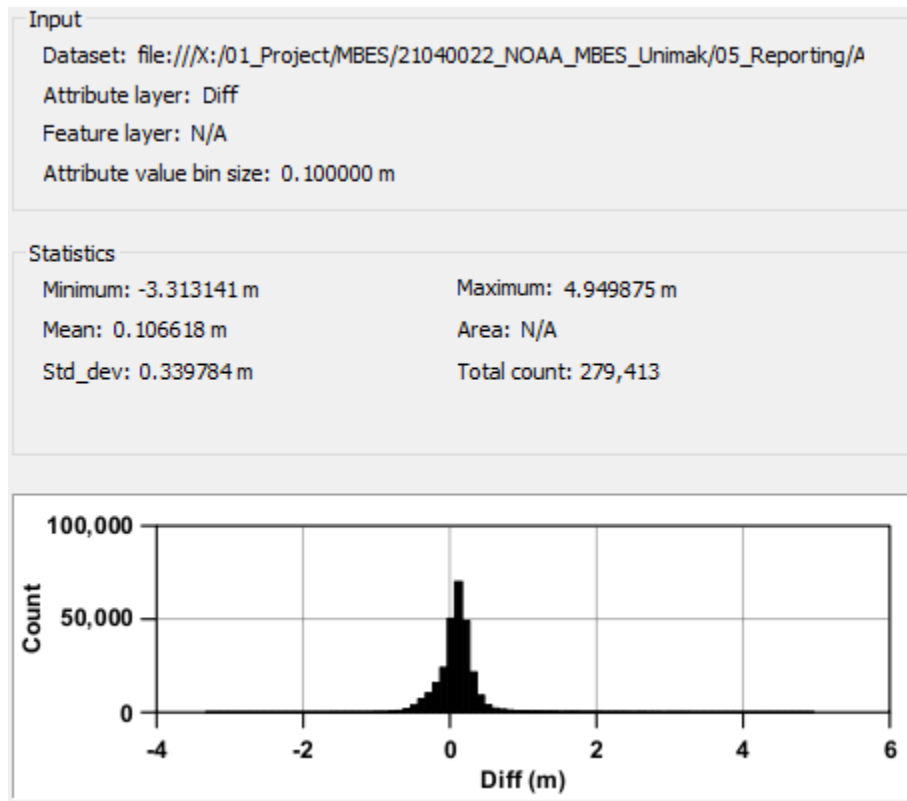 Input
Dataset: file:///X:/01_Project/MBES/21040022_NOAA_MBES_Unimak/05_Reporting/A
Attribute layer: Diff
Feature layer: N/A
Attribute value bin size: 0.100000 m
Statistics
Minimum: -3.313141 m Maximum: 4.949875 m
Mean: 0.106618 m Area: N/A
Std_dev: 0.339784 m Total count: 279,413
100,000
Count
50,000
0
-4 -2 0 2 4 6
Diff (m)